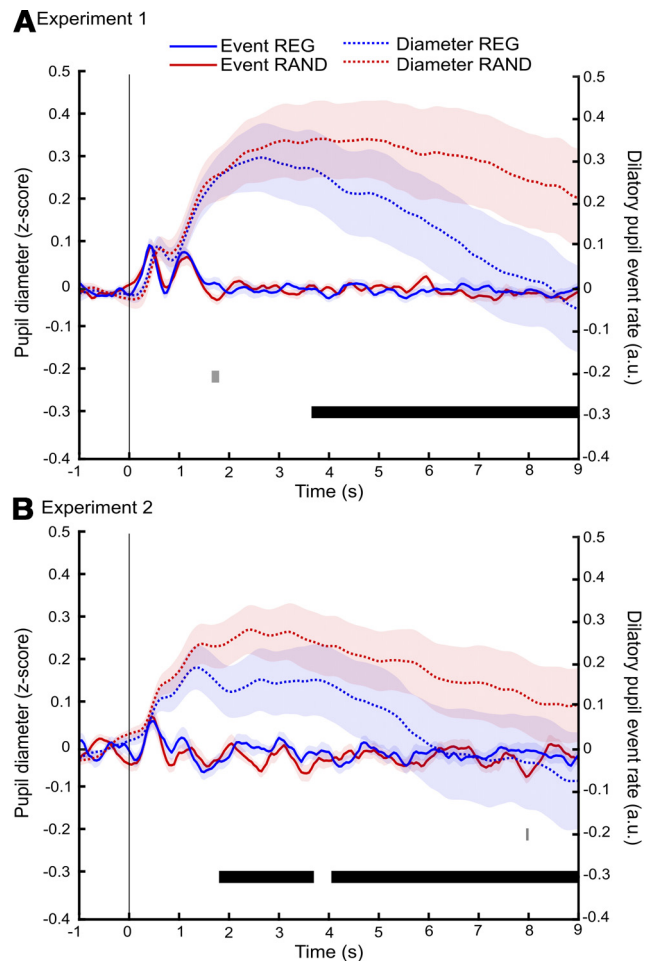 A Experiment 1
Event REG Diameter REG
Event RAND Diameter RAND
0.5 0.5
0.4 0.4
0.3 0.3
0.2 0.2
0.1 0.1
0 0
-0.1 -0.1
-0.2 -0.2
-0.3 -0.3
-0.4 -0.4
Pupil diameter (z-score)
Dilatory pupil event rate (a.u.)
-1 0 1 2 3 4 5 6 7 8 9
Time (s)
B Experiment 2
0.5 0.5
0.4 0.4
0.3 0.3
0.2 0.2
0.1 0.1
0 0
-0.1 -0.1
-0.2 -0.2
-0.3 -0.3
-0.4 -0.4
Pupil diameter (z-score)
Dilatory pupil event rate (a.u.)
-1 0 1 2 3 4 5 6 7 8 9
Time (s)